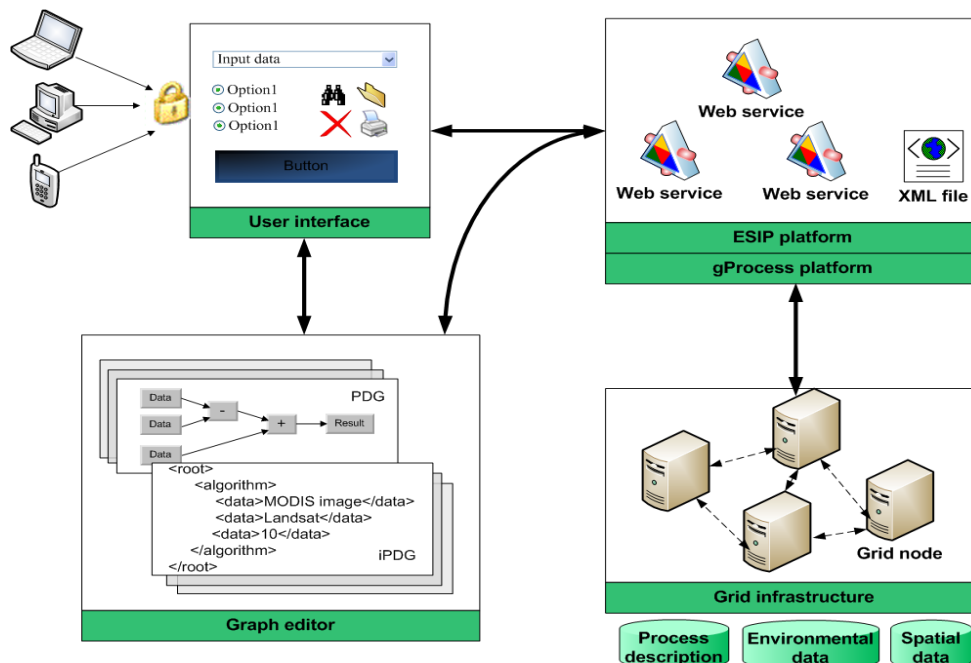 Input data
Option1
Option1
Option1
Button
User interface
Web service
Web service
Web service
XML file
ESIP platform
gProcess platform
PDG
Data
Data
Data
-
+
Result
<root>
<algorithm>
<data>MODIS image</data>
<data>Landsat</data>
<data>10</data>
</algorithm>
iPDG
</root>
Graph editor
Grid node
Grid infrastructure
Process
description
Environmental
data
Spatial
data